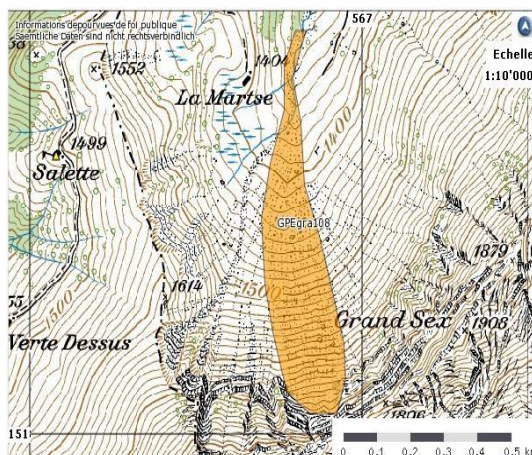 Informations dépourvues de foi publique
Saemtliche Daten sind nicht rechtsverbindlich
567
Echelle
1:10'000
1552
1404
La Martse
1400
1499
Salette
GPEgra108
1879
1614
1500
1500
Grand Sex
1908
Verte Dessus
1806
151
0 0.1 0.2 0.3 0.4 0.5